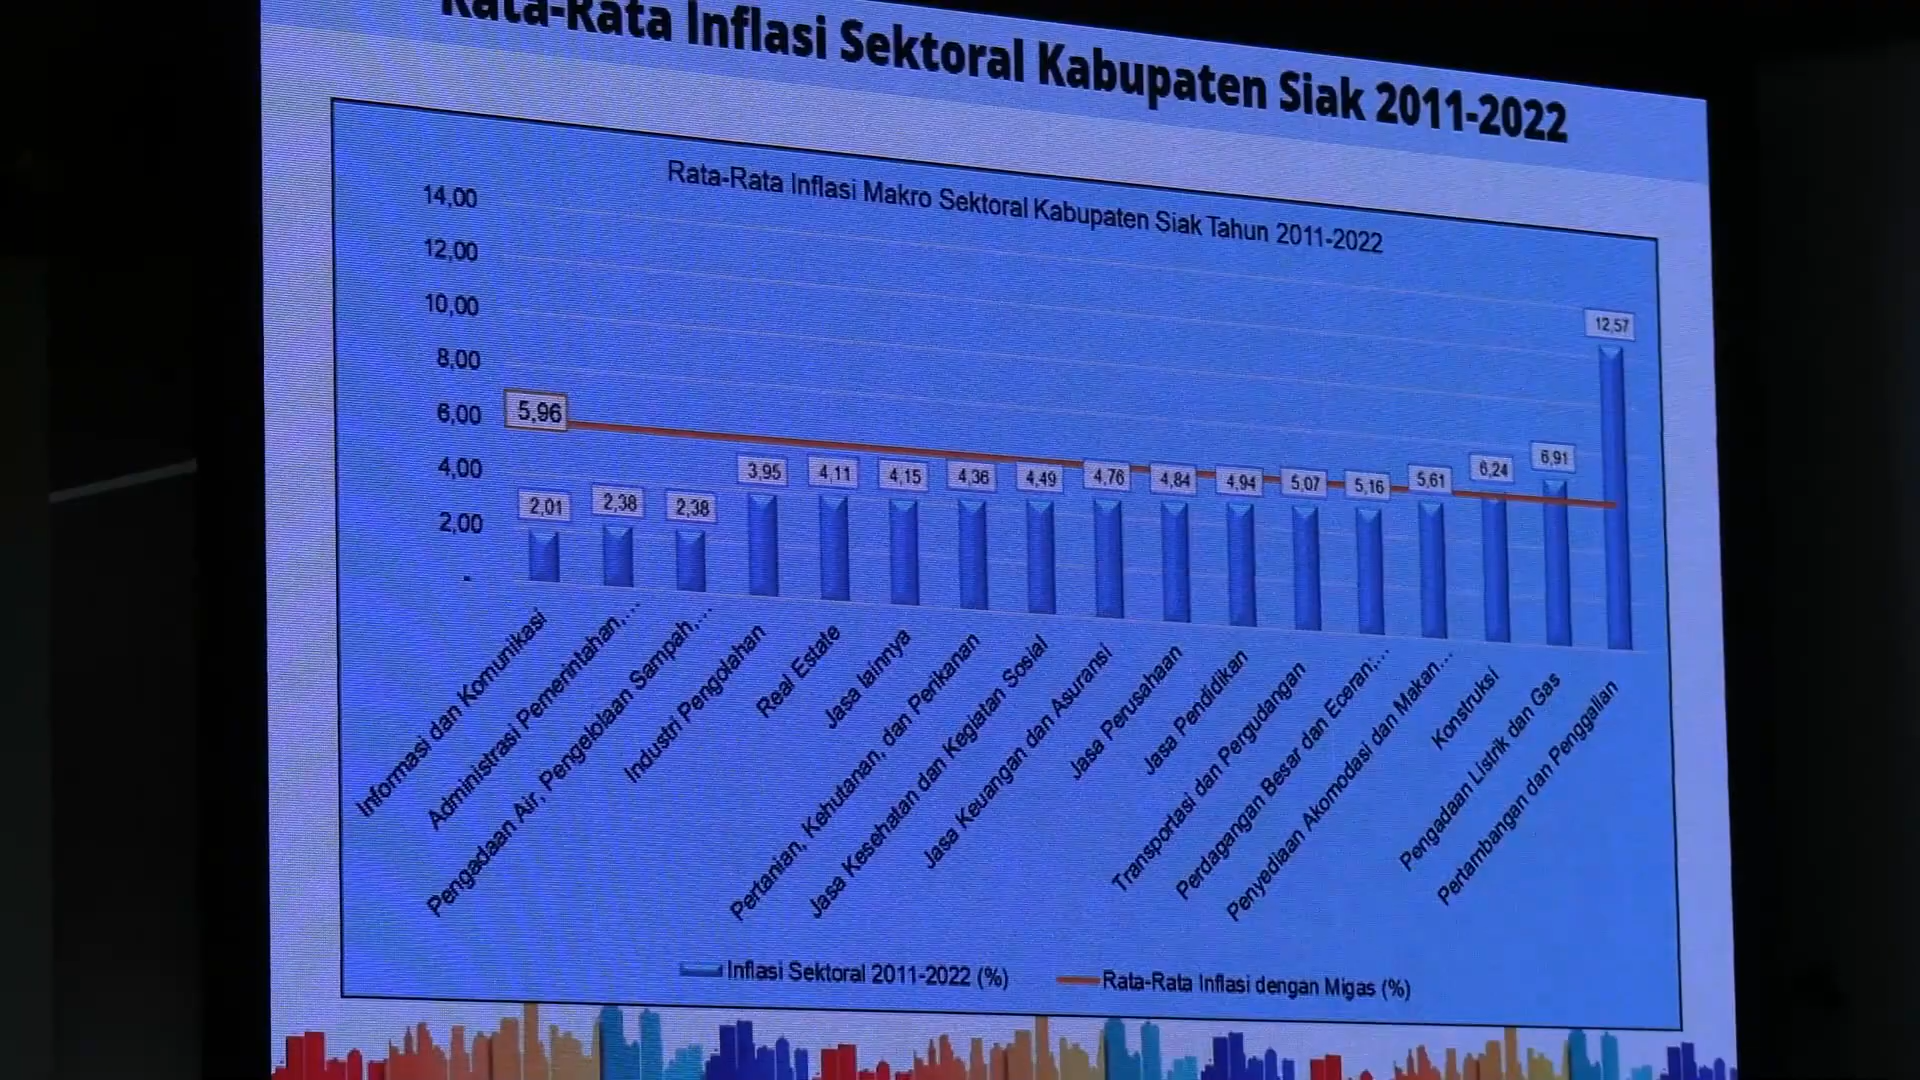 Rata-Rata Inflasi Sektoral Kabupaten Siak 2011-2022
Rata-Rata Inflasi Makro Sektoral Kabupaten Siak Tahun 2011-2022
14,00
12,00
10,00
8,00
6,00
4,00
2,00
-
5,96
2,01
2,38
2,38
3,95
4,11
4,15
4,36
4,49
4,76
4,84
4,94
5,07
5,16
5,61
6,24
6,91
12,57
Informasi dan Komunikasi
Administrasi Pemerintahan,...
Pengadaan Air, Pengelolaan Sampah,...
Industri Pengolahan
Real Estate
Jasa lainnya
Pertanian, Kehutanan, dan Perikanan
Jasa Kesehatan dan Kegiatan Sosial
Jasa Keuangan dan Asuransi
Jasa Perusahaan
Jasa Pendidikan
Transportasi dan Pergudangan
Perdagangan Besar dan Eceran;...
Penyediaan Akomodasi dan Makan...
Konstruksi
Pengadaan Listrik dan Gas
Pertambangan dan Penggalian
Inflasi Sektoral 2011-2022 (%)
Rata-Rata Inflasi dengan Migas (%)